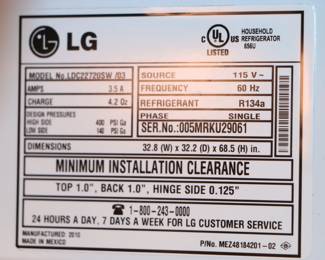 LG
C UL US LISTED
HOUSEHOLD REFRIGERATOR 656U
MODEL No. LDC22720SW /03
AMPS 3.5 A
CHARGE 4.2 Oz
DESIGN PRESSURES
HIGH SIDE 400 PSI Ga
LOW SIDE 140 PSI Ga
SOURCE 115 V ~
FREQUENCY 60 Hz
REFRIGERANT R134a
PHASE SINGLE
SER.No.:005MRKU29061
DIMENSIONS 32.8 (W) x 32.2 (D) x 68.5 (H) in.
MINIMUM INSTALLATION CLEARANCE
TOP 1.0", BACK 1.0", HINGE SIDE 0.125"
☎ 1-800-243-0000
24 HOURS A DAY, 7 DAYS A WEEK FOR LG CUSTOMER SERVICE
MANUFACTURED: 2010
MADE IN MEXICO
P/No. MEZ48184201-02